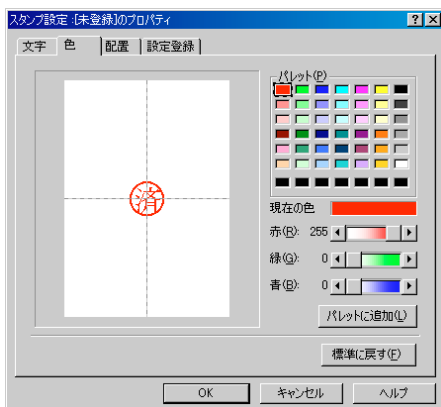 スタンプ設定 :[未登録]のプロパティ
文字 色 配置 設定登録
パレット(P)
済
現在の色
赤(R): 255
緑(G): 0
青(B): 0
パレットに追加(L)
標準に戻す(F)
OK キャンセル ヘルプ